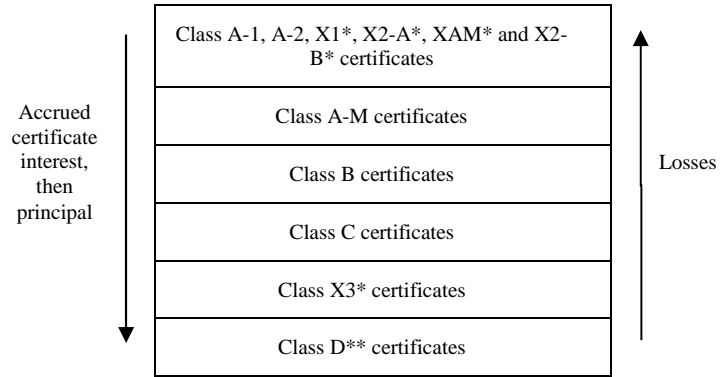 Class A-1, A-2, X1*, X2-A*, XAM* and X2-
B* certificates
Accrued
certificate
interest,
then
principal
Class A-M certificates
Class B certificates
Losses
Class C certificates
Class X3* certificates
Class D** certificates